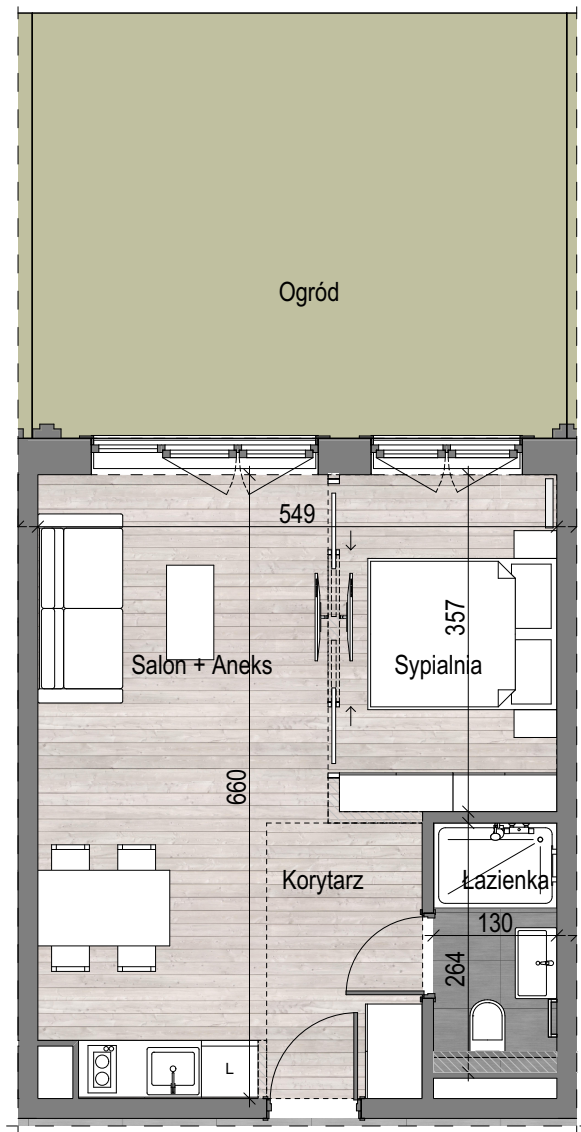 Ogród
549
357
Salon + Aneks
Sypialnia
660
Korytarz
Łazienka
130
264
L